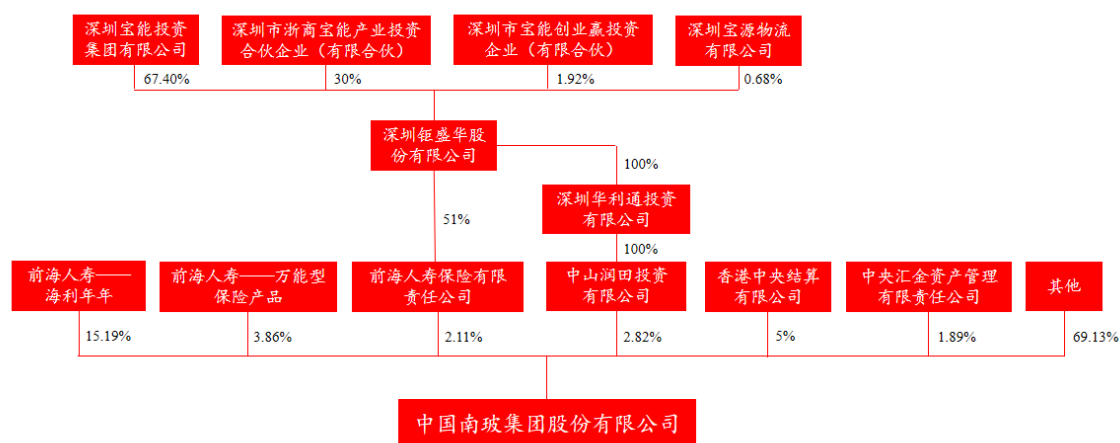 深圳宝能投资
集团有限公司
深圳市浙商宝能产业投资
合伙企业（有限合伙）
深圳市宝能创业赢投资
企业（有限合伙）
深圳宝源物流
有限公司
67.40%
30%
1.92%
0.68%
深圳钜盛华股
份有限公司
100%
深圳华利通投资
有限公司
51%
100%
前海人寿——
海利年年
前海人寿——万能型
保险产品
前海人寿保险有限
责任公司
中山润田投资
有限公司
香港中央结算
有限公司
中央汇金资产管理
有限责任公司
其他
15.19%
3.86%
2.11%
2.82%
5%
1.89%
69.13%
中国南玻集团股份有限公司